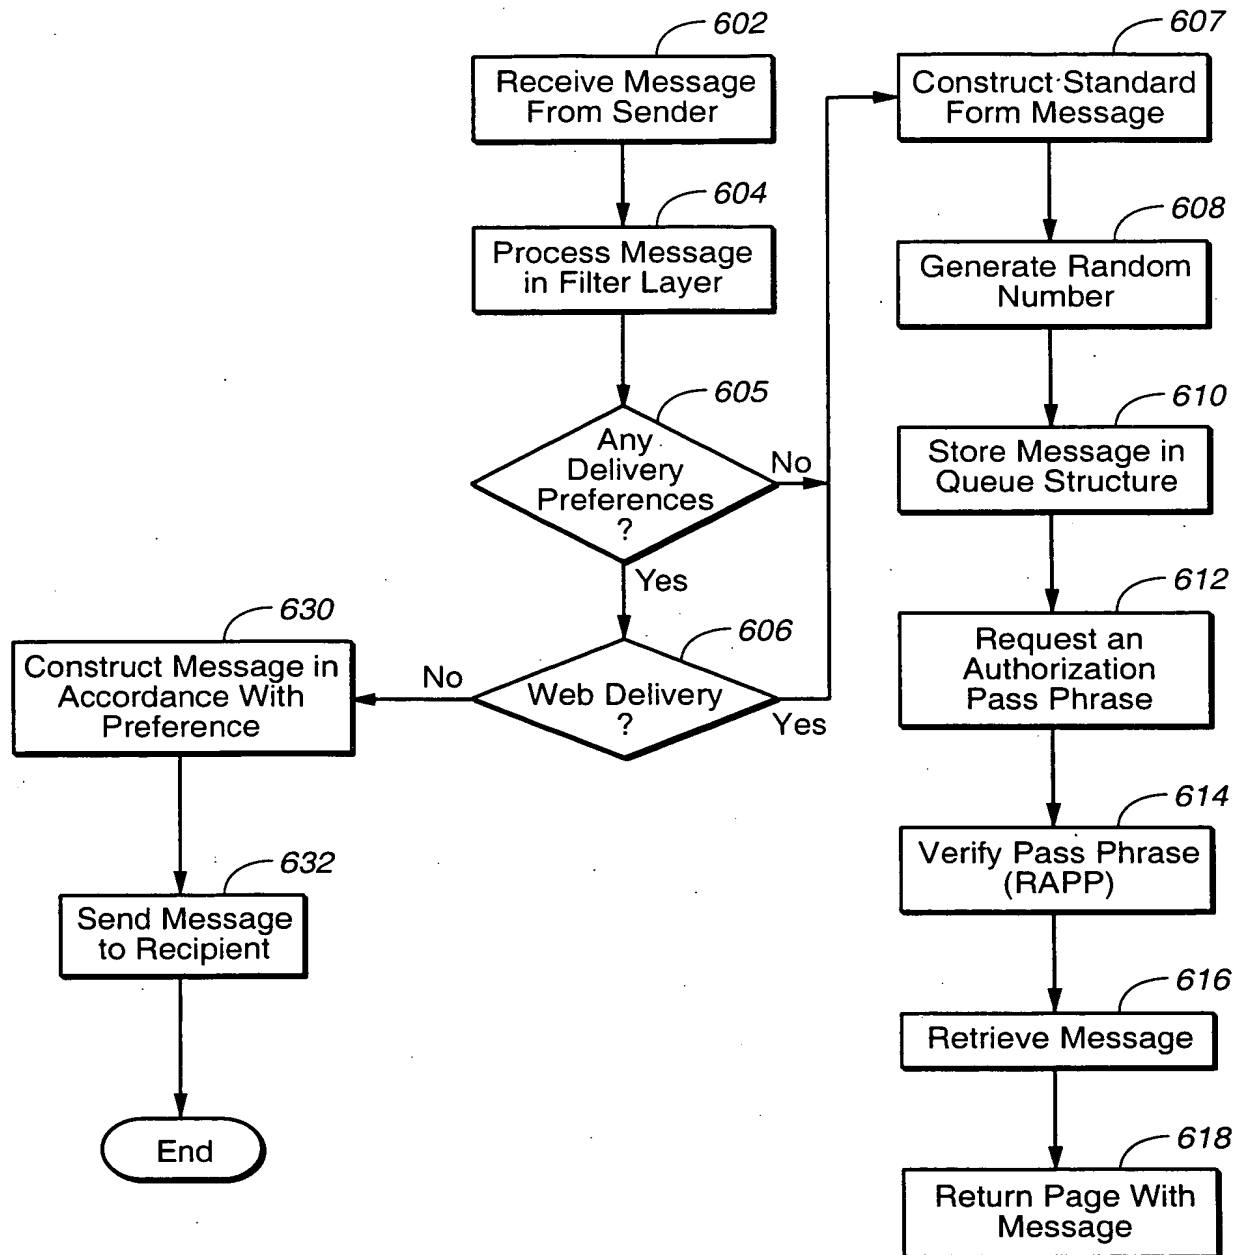 602
Receive Message
From Sender
604
Process Message
in Filter Layer
605
Any
Delivery
Preferences
?
No
Yes
606
Web Delivery
?
No
Yes
630
Construct Message in
Accordance With
Preference
632
Send Message
to Recipient
End
607
Construct Standard
Form Message
608
Generate Random
Number
610
Store Message in
Queue Structure
612
Request an
Authorization
Pass Phrase
614
Verify Pass Phrase
(RAPP)
616
Retrieve Message
618
Return Page With
Message